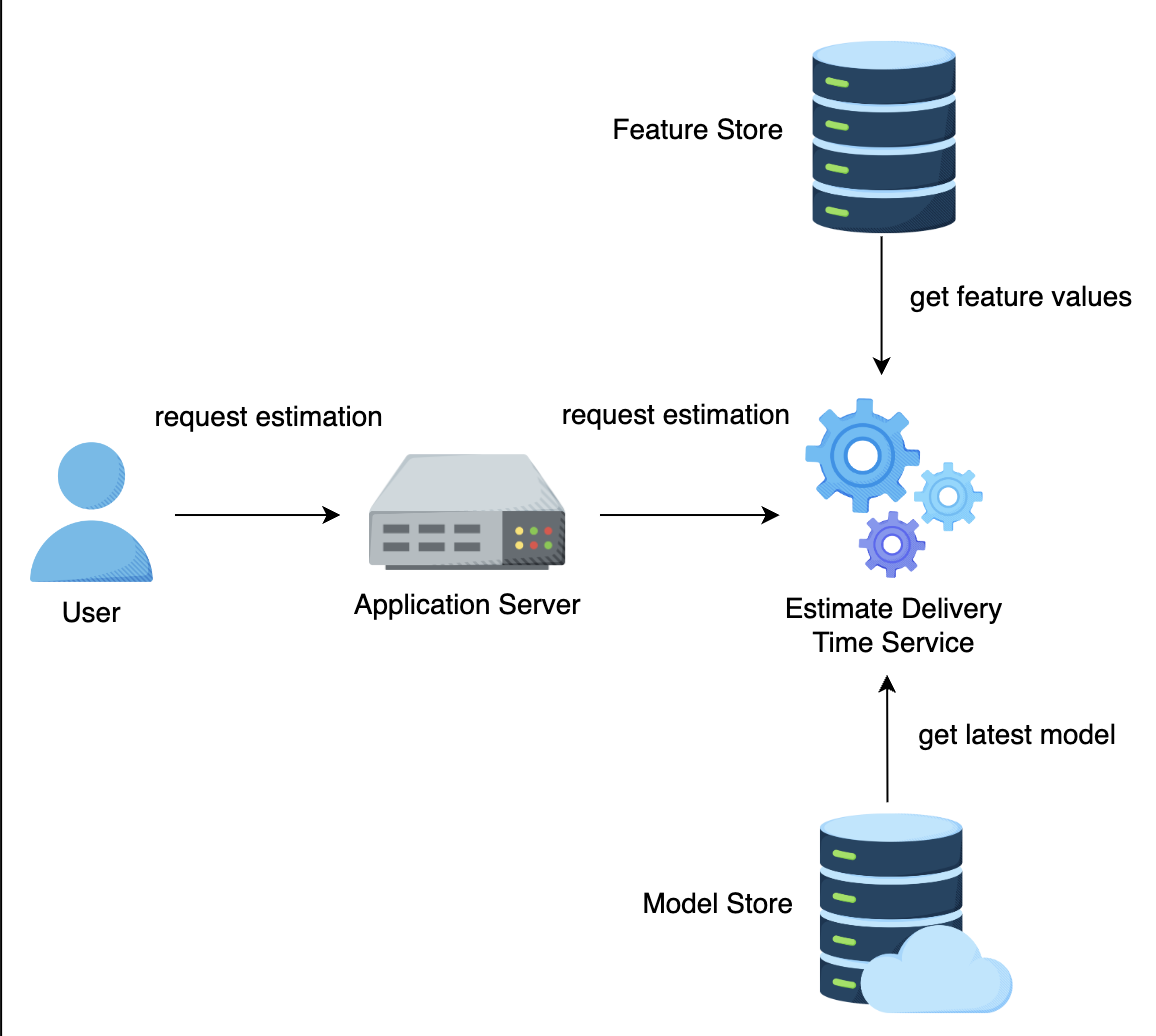 Feature Store
get feature values
request estimation
request estimation
User
Application Server
Estimate Delivery
Time Service
get latest model
Model Store